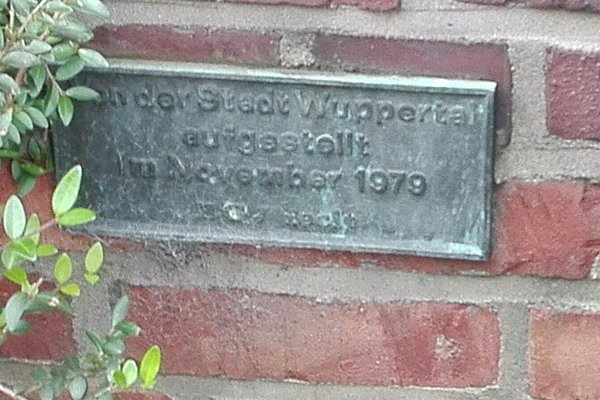 der Stadt Wuppertal
aufgestellt
Im November 1979